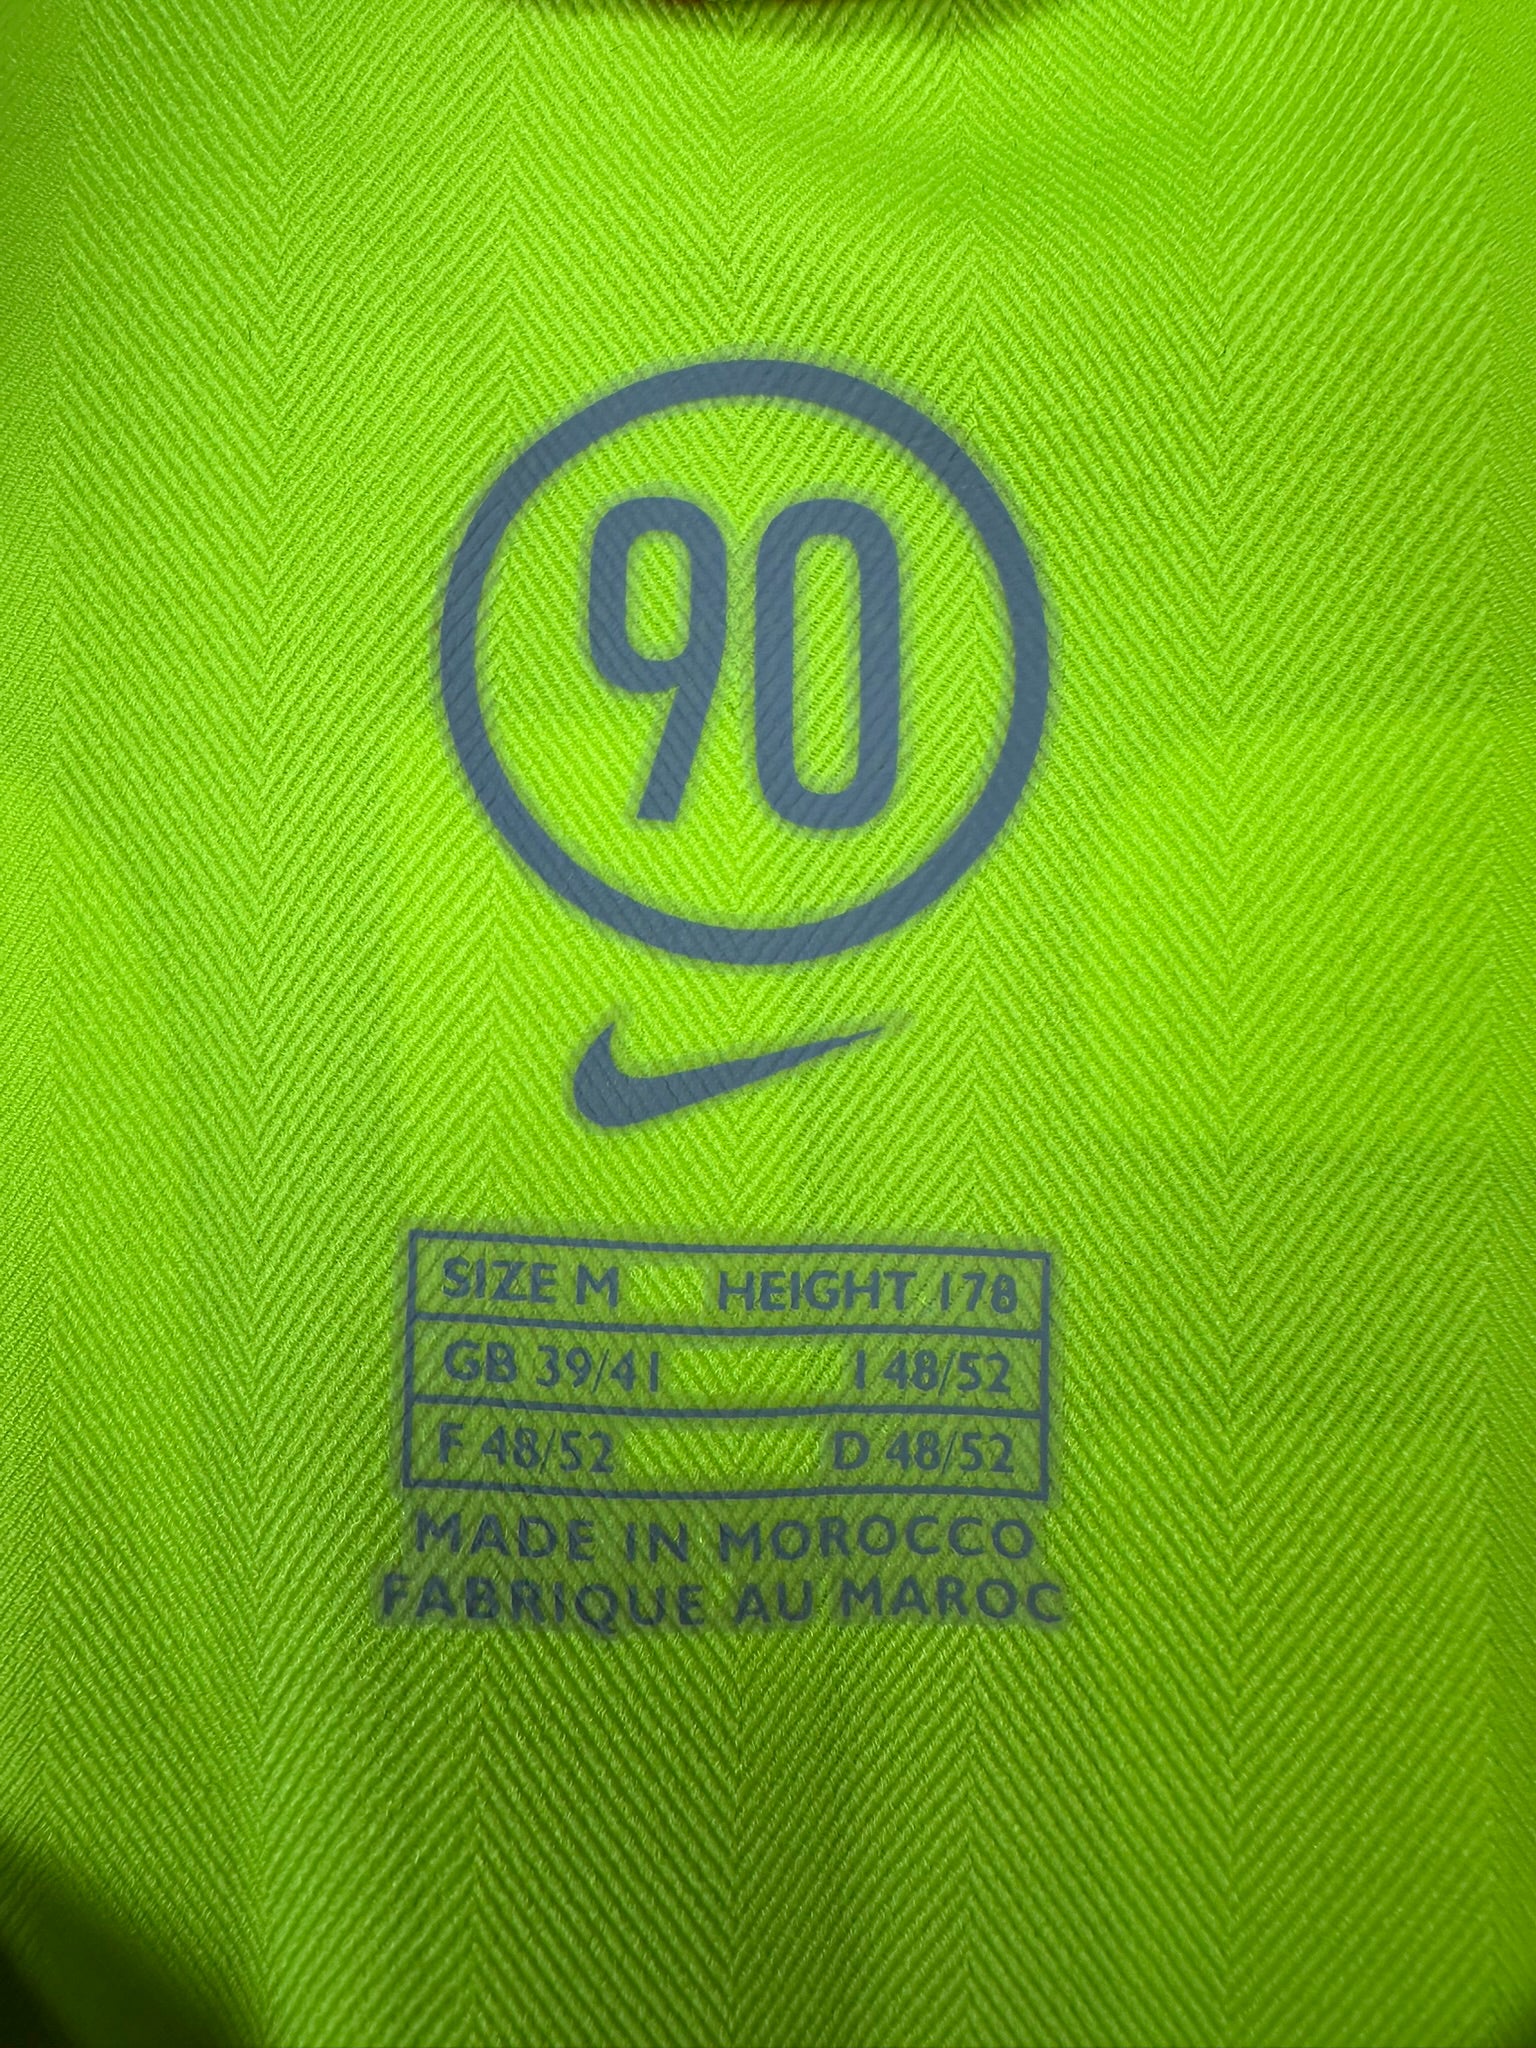 90
SIZE M HEIGHT 178
GB 39/41 I 48/52
F 48/52 D 48/52
MADE IN MOROCCO
FABRIQUE AU MAROC